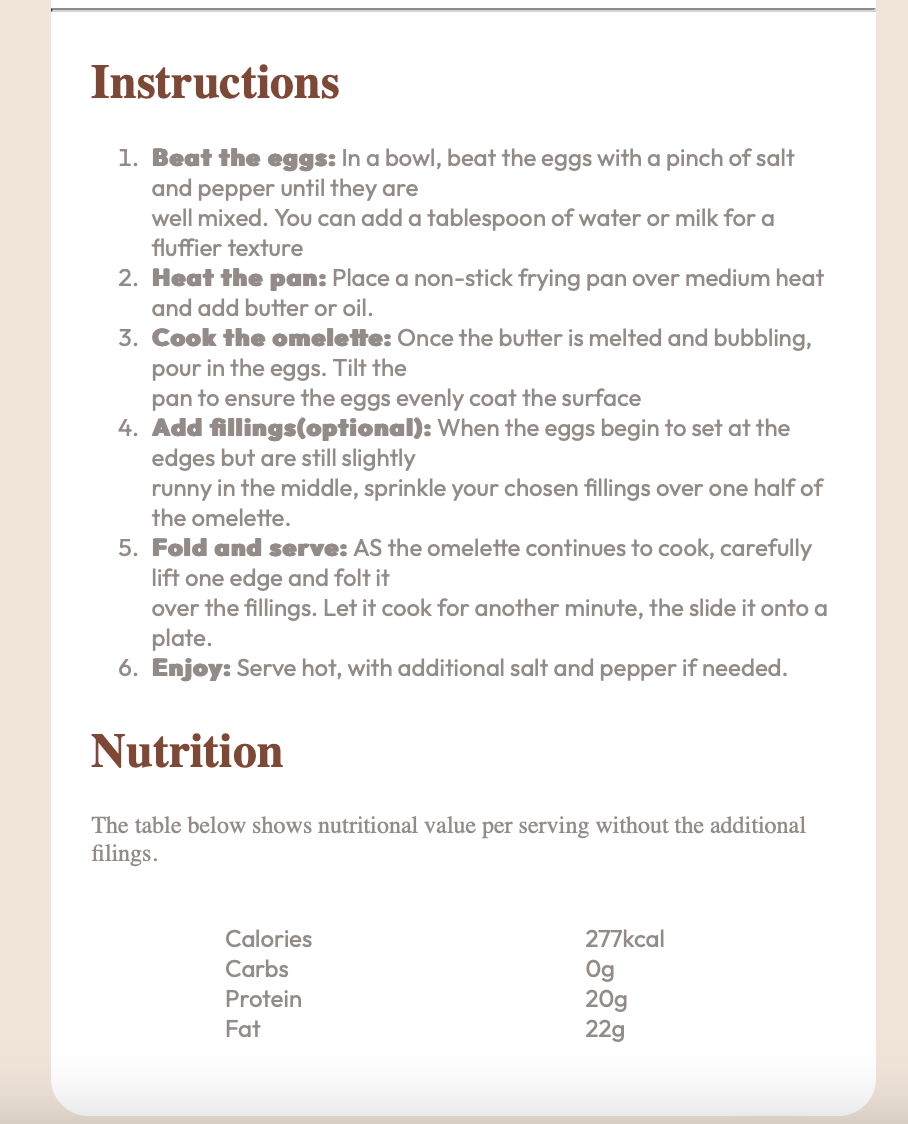 Instructions
1. Beat the eggs: In a bowl, beat the eggs with a pinch of salt
and pepper until they are
well mixed. You can add a tablespoon of water or milk for a
fluffier texture
2. Heat the pan: Place a non-stick frying pan over medium heat
and add butter or oil.
3. Cook the omelette: Once the butter is melted and bubbling,
pour in the eggs. Tilt the
pan to ensure the eggs evenly coat the surface
4. Add fillings(optional): When the eggs begin to set at the
edges but are still slightly
runny in the middle, sprinkle your chosen fillings over one half of
the omelette.
5. Fold and serve: AS the omelette continues to cook, carefully
lift one edge and folt it
over the fillings. Let it cook for another minute, the slide it onto a
plate.
6. Enjoy: Serve hot, with additional salt and pepper if needed.
Nutrition
The table below shows nutritional value per serving without the additional
filings.
Calories 277kcal
Carbs 0g
Protein 20g
Fat 22g